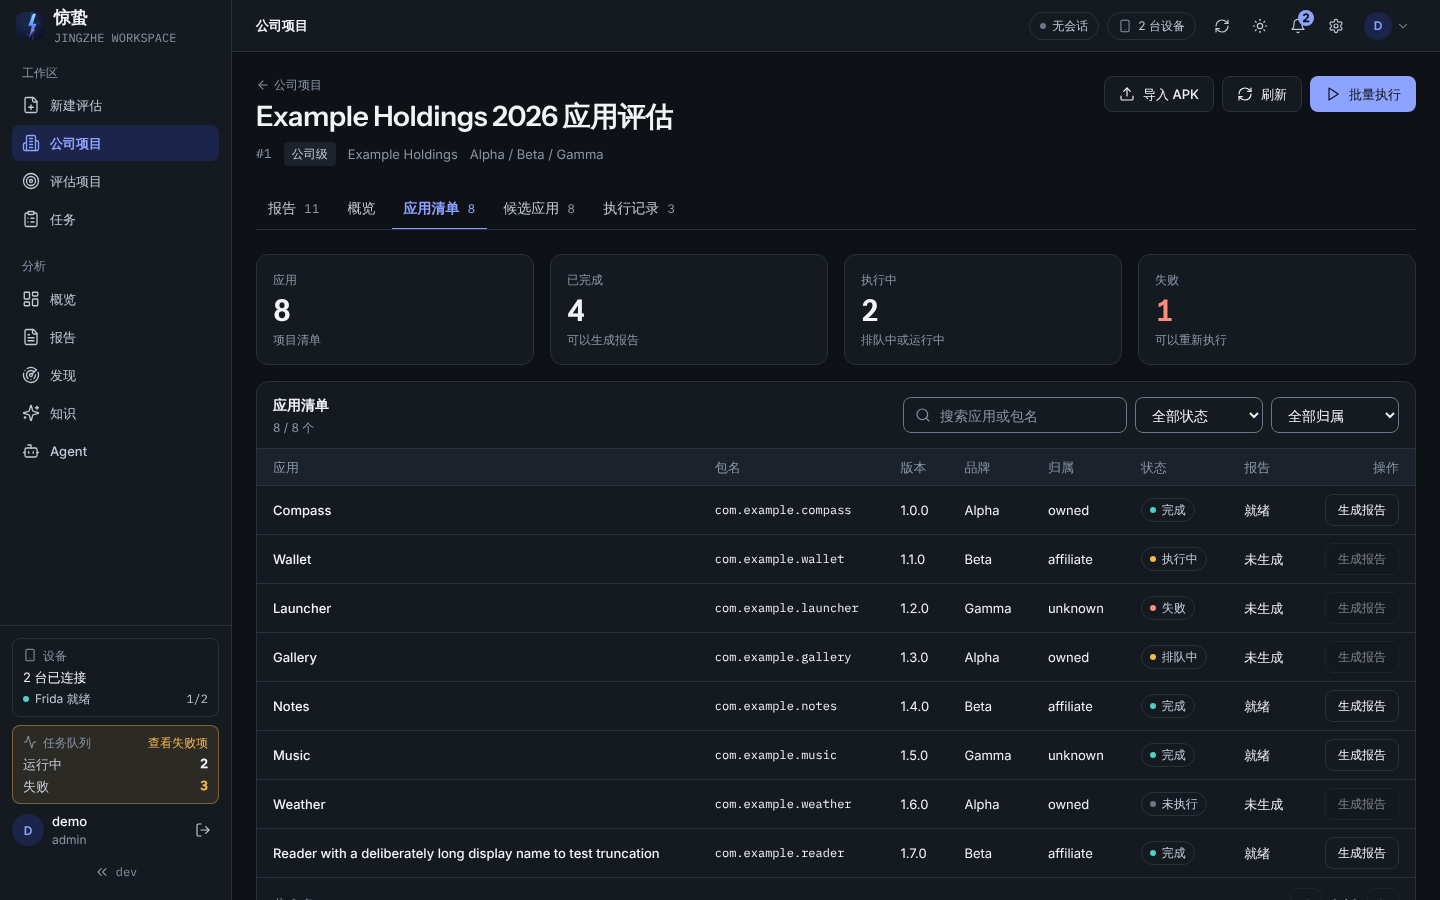 惊蛰
JINGZHE WORKSPACE
工作区
新建评估
公司项目
评估项目
任务
分析
概览
报告
发现
知识
Agent
设备
2 台已连接
Frida 就绪 1/2
任务队列 查看失败项
运行中 2
失败 3
D demo
admin
dev
公司项目
无会话 2 台设备 2 D
公司项目
Example Holdings 2026 应用评估
#1 公司级 Example Holdings Alpha / Beta / Gamma
导入 APK 刷新 批量执行
报告 11 概览 应用清单 8 候选应用 8 执行记录 3
应用 已完成 执行中 失败
8 4 2 1
项目清单 可以生成报告 排队中或运行中 可以重新执行
应用清单
8 / 8 个
搜索应用或包名 全部状态 全部归属
应用 包名 版本 品牌 归属 状态 报告 操作
Compass com.example.compass 1.0.0 Alpha owned 完成 就绪 生成报告
Wallet com.example.wallet 1.1.0 Beta affiliate 执行中 未生成 生成报告
Launcher com.example.launcher 1.2.0 Gamma unknown 失败 未生成 生成报告
Gallery com.example.gallery 1.3.0 Alpha owned 排队中 未生成 生成报告
Notes com.example.notes 1.4.0 Beta affiliate 完成 就绪 生成报告
Music com.example.music 1.5.0 Gamma unknown 完成 就绪 生成报告
Weather com.example.weather 1.6.0 Alpha owned 未执行 未生成 生成报告
Reader with a deliberately long display name to test truncation com.example.reader 1.7.0 Beta affiliate 完成 就绪 生成报告